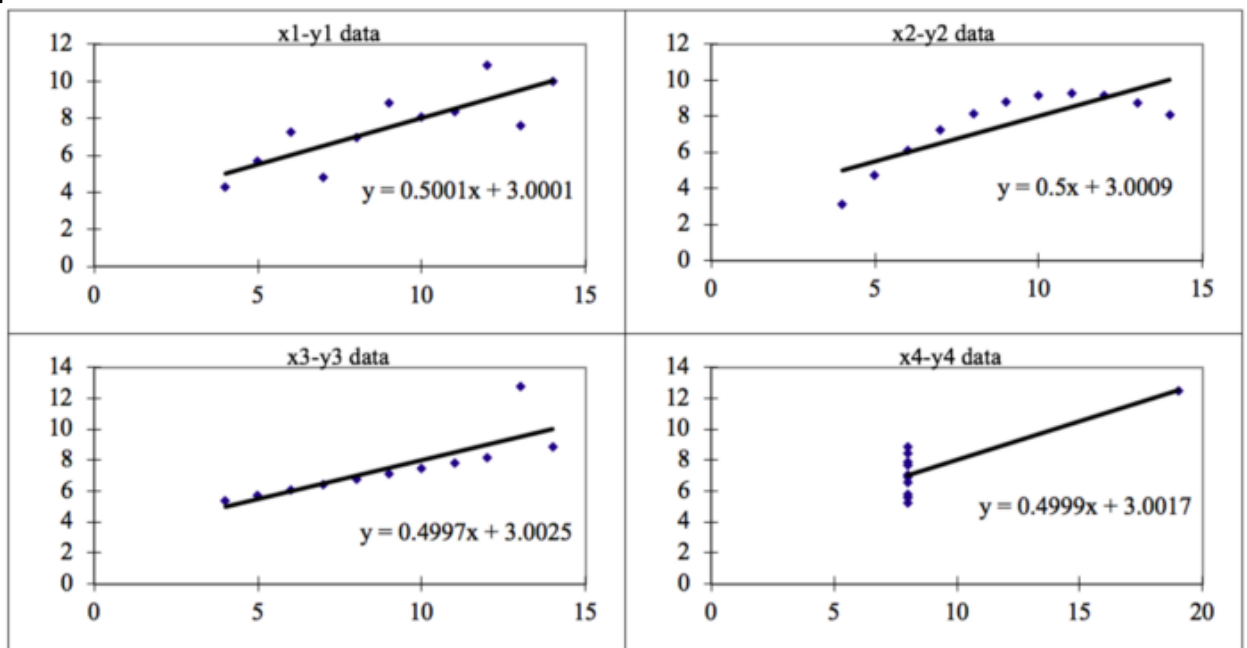 x1-y1 data
12
10
8
6
4
2
0
y = 0.5001x + 3.0001
0 5 10 15
x2-y2 data
12
10
8
6
4
2
0
y = 0.5x + 3.0009
0 5 10 15
x3-y3 data
14
12
10
8
6
4
2
0
y = 0.4997x + 3.0025
0 5 10 15
x4-y4 data
14
12
10
8
6
4
2
0
y = 0.4999x + 3.0017
0 5 10 15 20